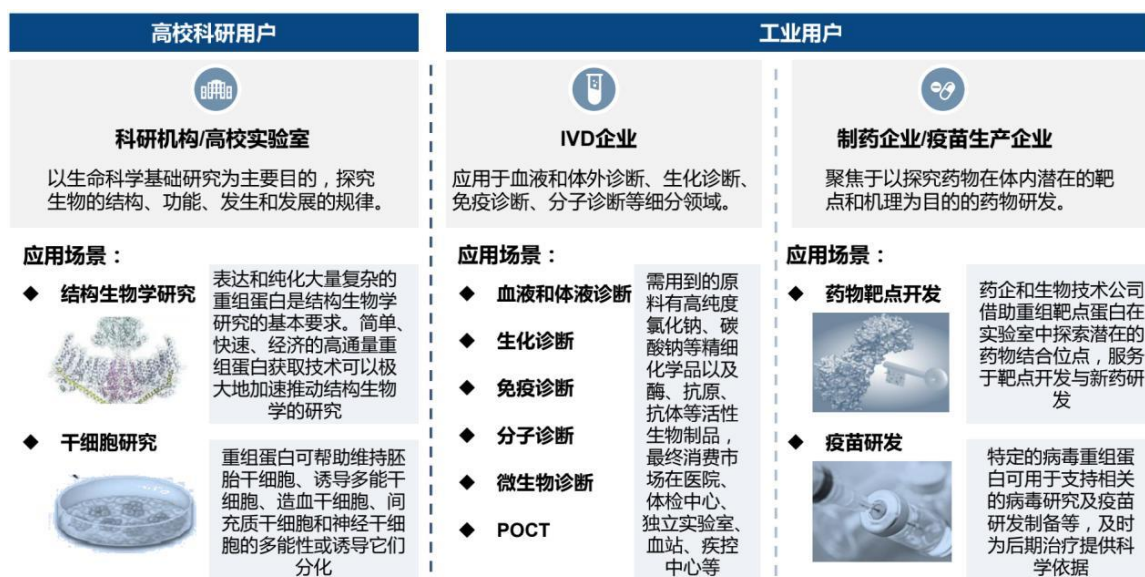 高校科研用户
科研机构/高校实验室
以生命科学基础研究为主要目的，探究
生物的结构、功能、发生和发展的规律。
应用场景：
◆ 结构生物学研究
表达和纯化大量复杂的
重组蛋白是结构生物学
研究的基本要求。简单、
快速、经济的高通量重
组蛋白获取技术可以极
大地加速推动结构生物
学的研究
◆ 干细胞研究
重组蛋白可帮助维持胚
胎干细胞、诱导多能干
细胞、造血干细胞、间
充质干细胞和神经干细
胞的多能性或诱导它们
分化
工业用户
IVD企业
应用于血液和体外诊断、生化诊断、
免疫诊断、分子诊断等细分领域。
应用场景：
◆ 血液和体液诊断
◆ 生化诊断
◆ 免疫诊断
◆ 分子诊断
◆ 微生物诊断
◆ POCT
需用到的原
料有高纯度
氯化钠、碳
酸钠等精细
化学品以及
酶、抗原、
抗体等活性
生物制品，
最终消费市
场在医院、
体检中心、
独立实验室、
血站、疾控
中心等
制药企业/疫苗生产企业
聚焦于以探究药物在体内潜在的靶
点和机理为目的的药物研发。
应用场景：
◆ 药物靶点开发
药企和生物技术公司
借助重组靶点蛋白在
实验室中探索潜在的
药物结合位点，服务
于靶点开发与新药研
发
◆ 疫苗研发
特定的病毒重组蛋
白可用于支持相关
的病毒研究及疫苗
研发制备等，及时
为后期治疗提供科
学依据